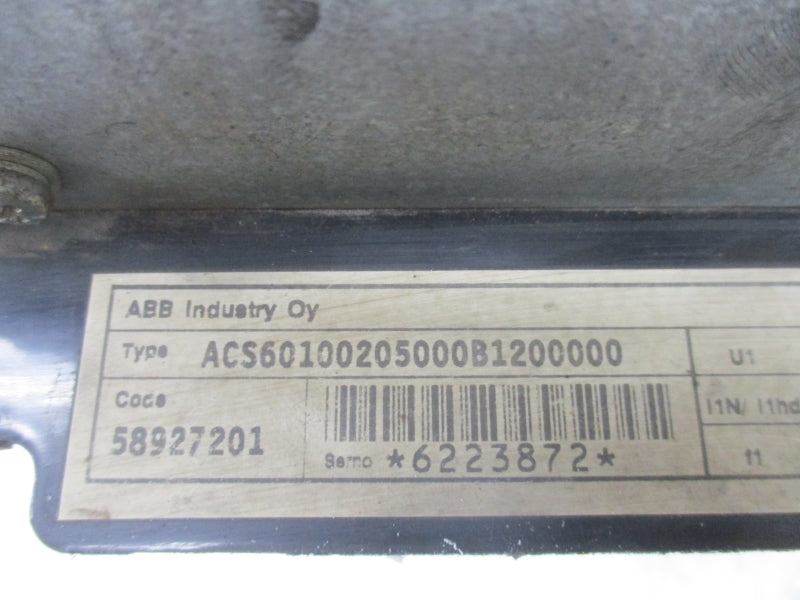 ABB Industry Oy
Type ACS60100205000B1200000 U1
Code I1N/ I1hd
58927201 Serno *6223872* f1